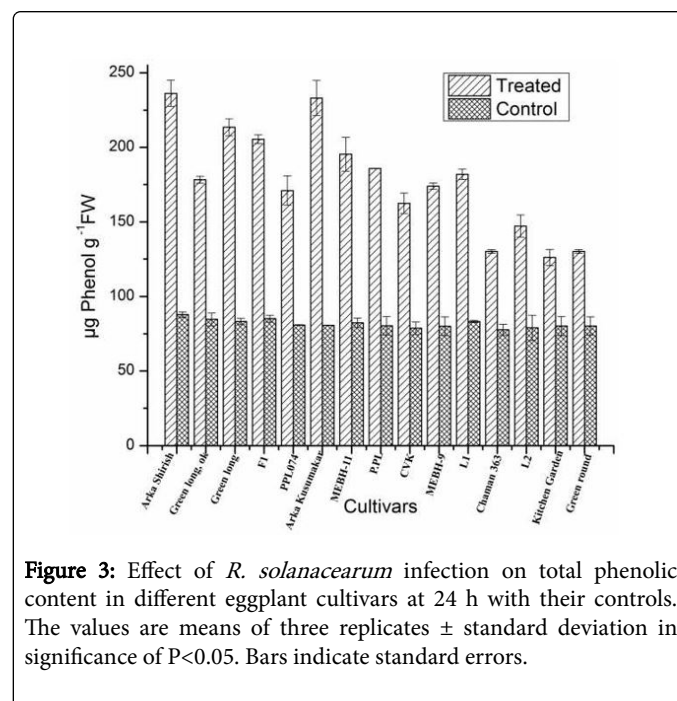 250
200
150
100
50
0
µg Phenol g⁻¹FW
Treated
Control
Arka Shirish
Green long, ok
Green long
F1
PPL074
Arka Kusumakar
MEBH-11
P.PL
CVK
MEBH-9
L1
Chaman 363
L2
Kitchen Garden
Green round
Cultivars
Figure 3: Effect of R. solanacearum infection on total phenolic
content in different eggplant cultivars at 24 h with their controls.
The values are means of three replicates ± standard deviation in
significance of P<0.05. Bars indicate standard errors.